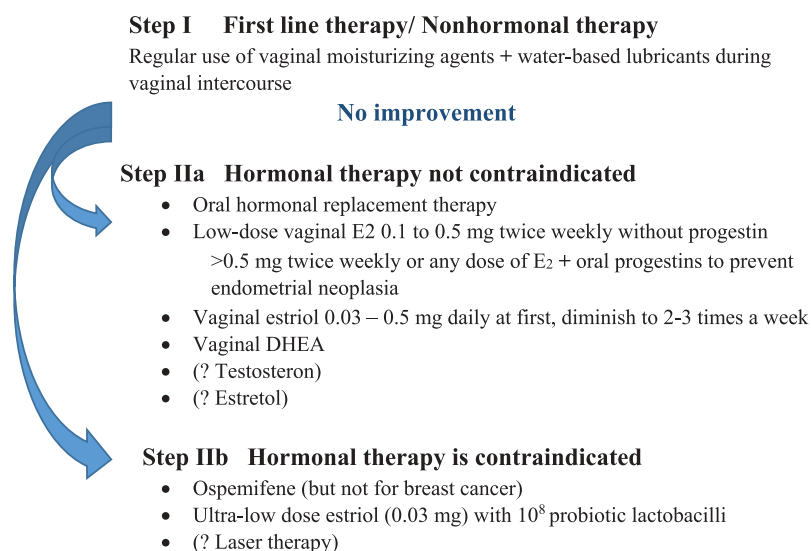 Step I First line therapy/ Nonhormonal therapy
Regular use of vaginal moisturizing agents + water-based lubricants during
vaginal intercourse
No improvement
Step IIa Hormonal therapy not contraindicated
• Oral hormonal replacement therapy
• Low-dose vaginal E2 0.1 to 0.5 mg twice weekly without progestin
>0.5 mg twice weekly or any dose of E₂ + oral progestins to prevent
endometrial neoplasia
• Vaginal estriol 0.03 – 0.5 mg daily at first, diminish to 2-3 times a week
• Vaginal DHEA
• (? Testosteron)
• (? Estretol)
Step IIb Hormonal therapy is contraindicated
• Ospemifene (but not for breast cancer)
• Ultra-low dose estriol (0.03 mg) with 10⁸ probiotic lactobacilli
• (? Laser therapy)